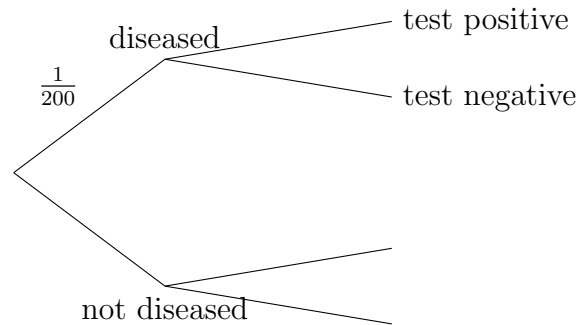 test positive
diseased
1/200
test negative
not diseased